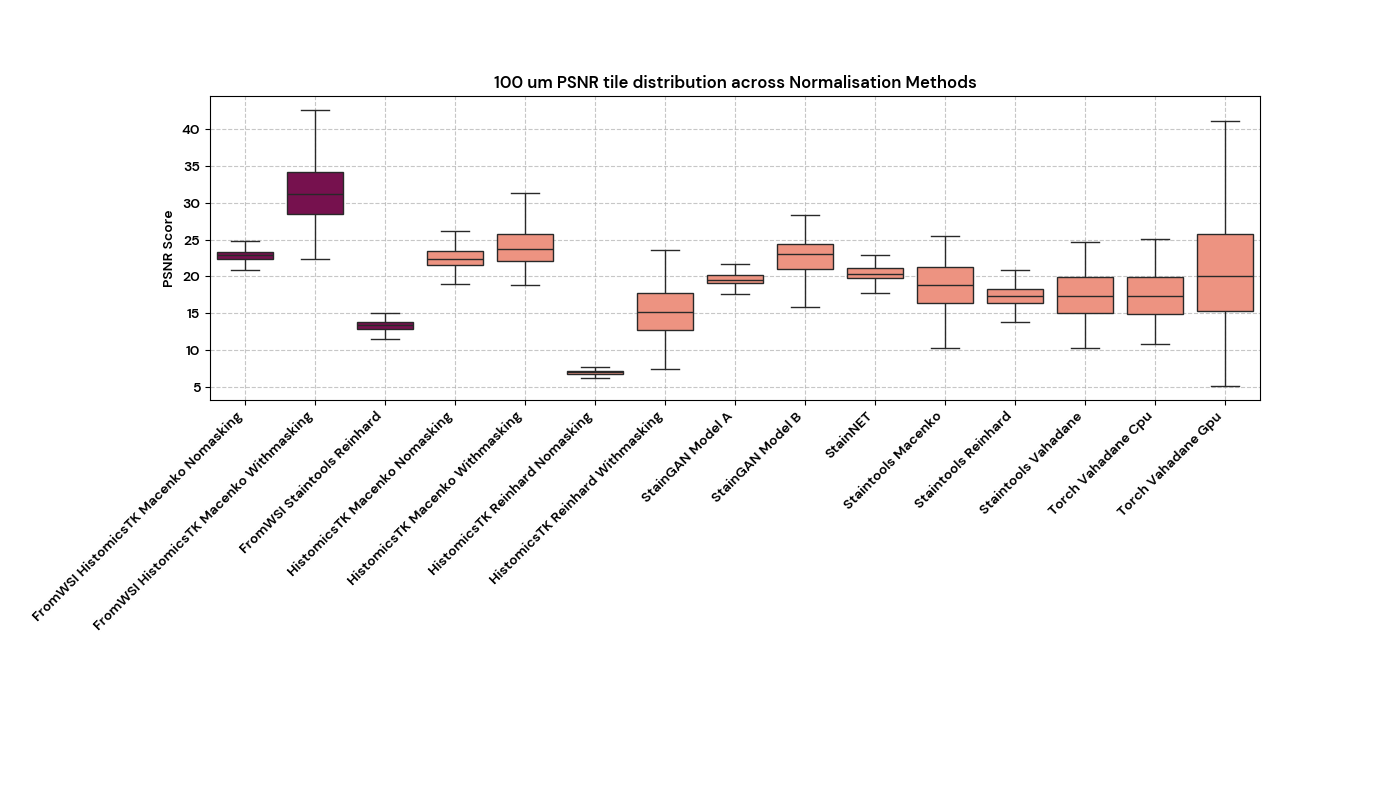 100 um PSNR tile distribution across Normalisation Methods
PSNR Score
40
35
30
25
20
15
10
5
FromWSI HistomicsTK Macenko Nomasking
FromWSI HistomicsTK Macenko Withmasking
FromWSI Staintools Reinhard
HistomicsTK Macenko Nomasking
HistomicsTK Macenko Withmasking
HistomicsTK Reinhard Nomasking
HistomicsTK Reinhard Withmasking
StainGAN Model A
StainGAN Model B
StainNET
Staintools Macenko
Staintools Reinhard
Staintools Vahadane
Torch Vahadane Cpu
Torch Vahadane Gpu